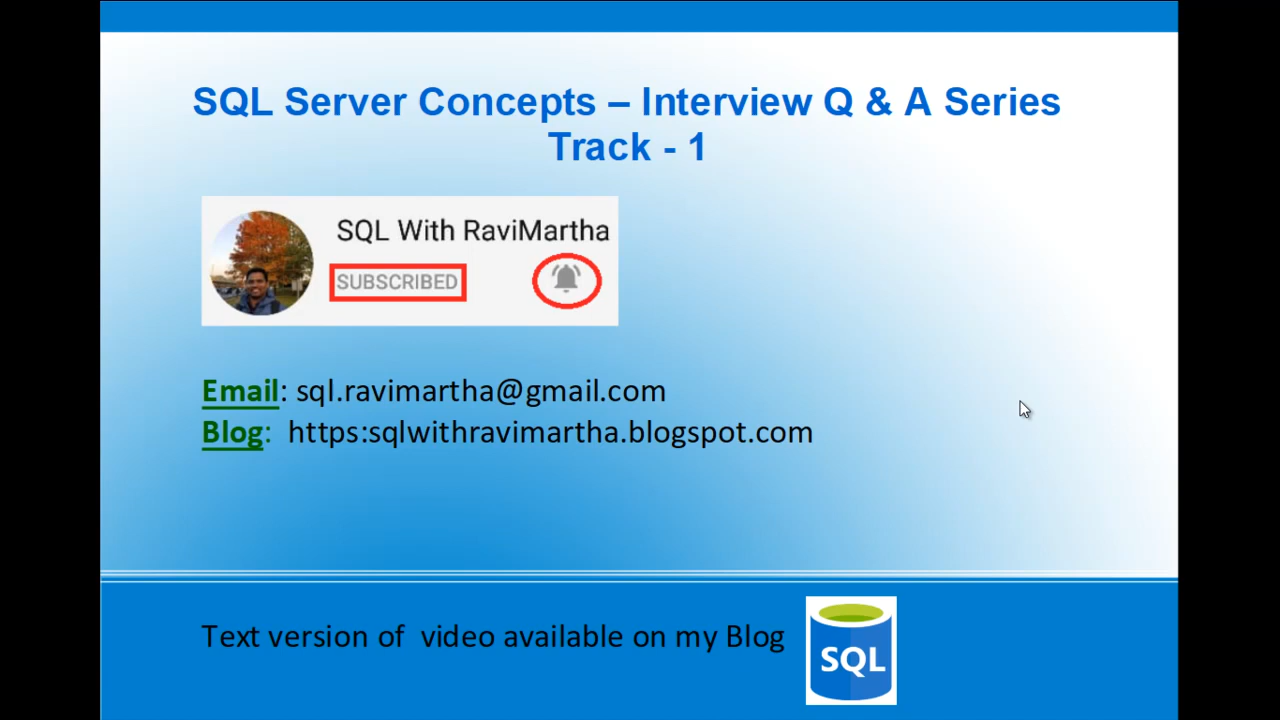 SQL Server Concepts – Interview Q & A Series
Track - 1
SQL With RaviMartha
SUBSCRIBED
Email: sql.ravimartha@gmail.com
Blog:  https:sqlwithravimartha.blogspot.com
Text version of  video available on my Blog
SQL